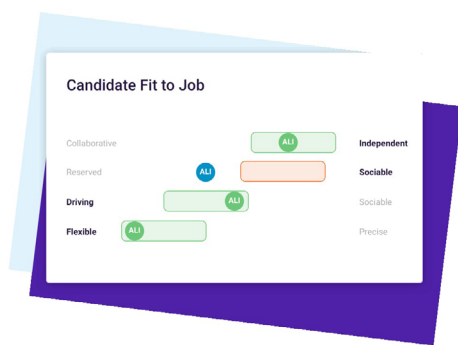 Candidate Fit to Job
Collaborative ALI Independent
Reserved ALI Sociable
Driving ALI Sociable
Flexible ALI Precise